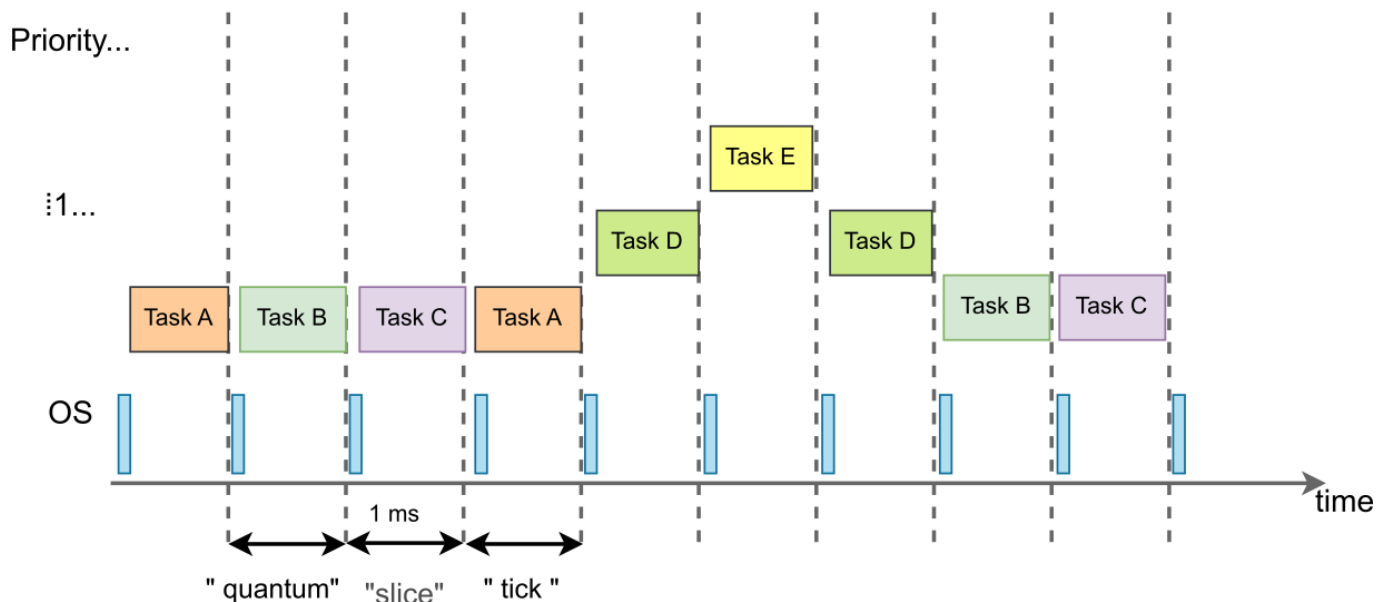 Priority...
Task E
⁞1...
Task D
Task D
Task A
Task B
Task C
Task A
Task B
Task C
OS
time
1 ms
" quantum"
"slice"
" tick "